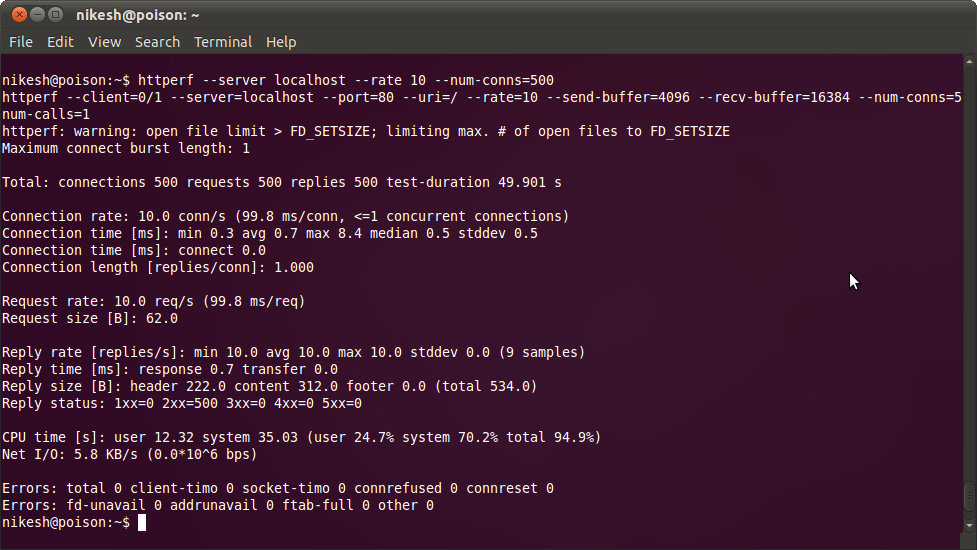 nikesh@poison: ~
File Edit View Search Terminal Help
nikesh@poison:~$ httperf --server localhost --rate 10 --num-conns=500
httperf --client=0/1 --server=localhost --port=80 --uri=/ --rate=10 --send-buffer=4096 --recv-buffer=16384 --num-conns=5
num-calls=1
httperf: warning: open file limit > FD_SETSIZE; limiting max. # of open files to FD_SETSIZE
Maximum connect burst length: 1
Total: connections 500 requests 500 replies 500 test-duration 49.901 s
Connection rate: 10.0 conn/s (99.8 ms/conn, <=1 concurrent connections)
Connection time [ms]: min 0.3 avg 0.7 max 8.4 median 0.5 stddev 0.5
Connection time [ms]: connect 0.0
Connection length [replies/conn]: 1.000
Request rate: 10.0 req/s (99.8 ms/req)
Request size [B]: 62.0
Reply rate [replies/s]: min 10.0 avg 10.0 max 10.0 stddev 0.0 (9 samples)
Reply time [ms]: response 0.7 transfer 0.0
Reply size [B]: header 222.0 content 312.0 footer 0.0 (total 534.0)
Reply status: 1xx=0 2xx=500 3xx=0 4xx=0 5xx=0
CPU time [s]: user 12.32 system 35.03 (user 24.7% system 70.2% total 94.9%)
Net I/O: 5.8 KB/s (0.0*10^6 bps)
Errors: total 0 client-timo 0 socket-timo 0 connrefused 0 connreset 0
Errors: fd-unavail 0 addrunavail 0 ftab-full 0 other 0
nikesh@poison:~$